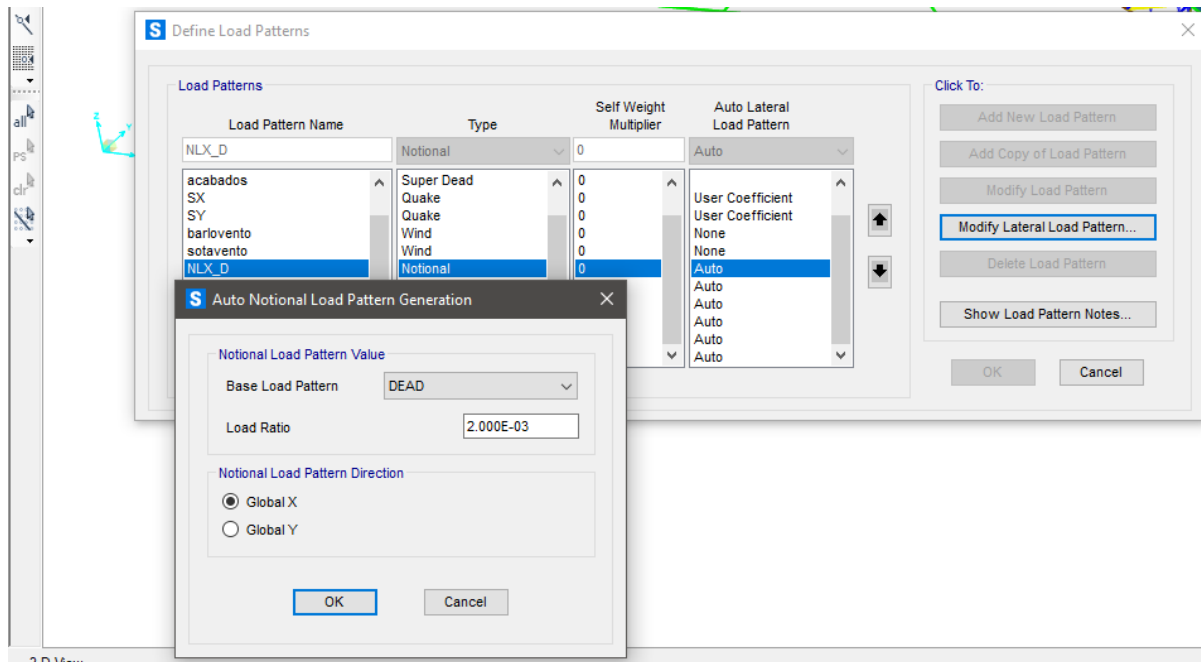 S Define Load Patterns
Load Patterns
Click To:
Load Pattern Name Type Self Weight Multiplier Auto Lateral Load Pattern
NLX_D Notional 0 Auto
acabados Super Dead 0
SX Quake 0 User Coefficient
SY Quake 0 User Coefficient
barlovento Wind 0 None
sotavento Wind 0 None
NLX_D Notional 0 Auto
Auto
Auto
Auto
Auto
Auto
Add New Load Pattern
Add Copy of Load Pattern
Modify Load Pattern
Modify Lateral Load Pattern...
Delete Load Pattern
Show Load Pattern Notes...
OK Cancel
S Auto Notional Load Pattern Generation
Notional Load Pattern Value
Base Load Pattern DEAD
Load Ratio 2.000E-03
Notional Load Pattern Direction
Global X
Global Y
OK Cancel
all
PS
clr
Z
Y
3-D View